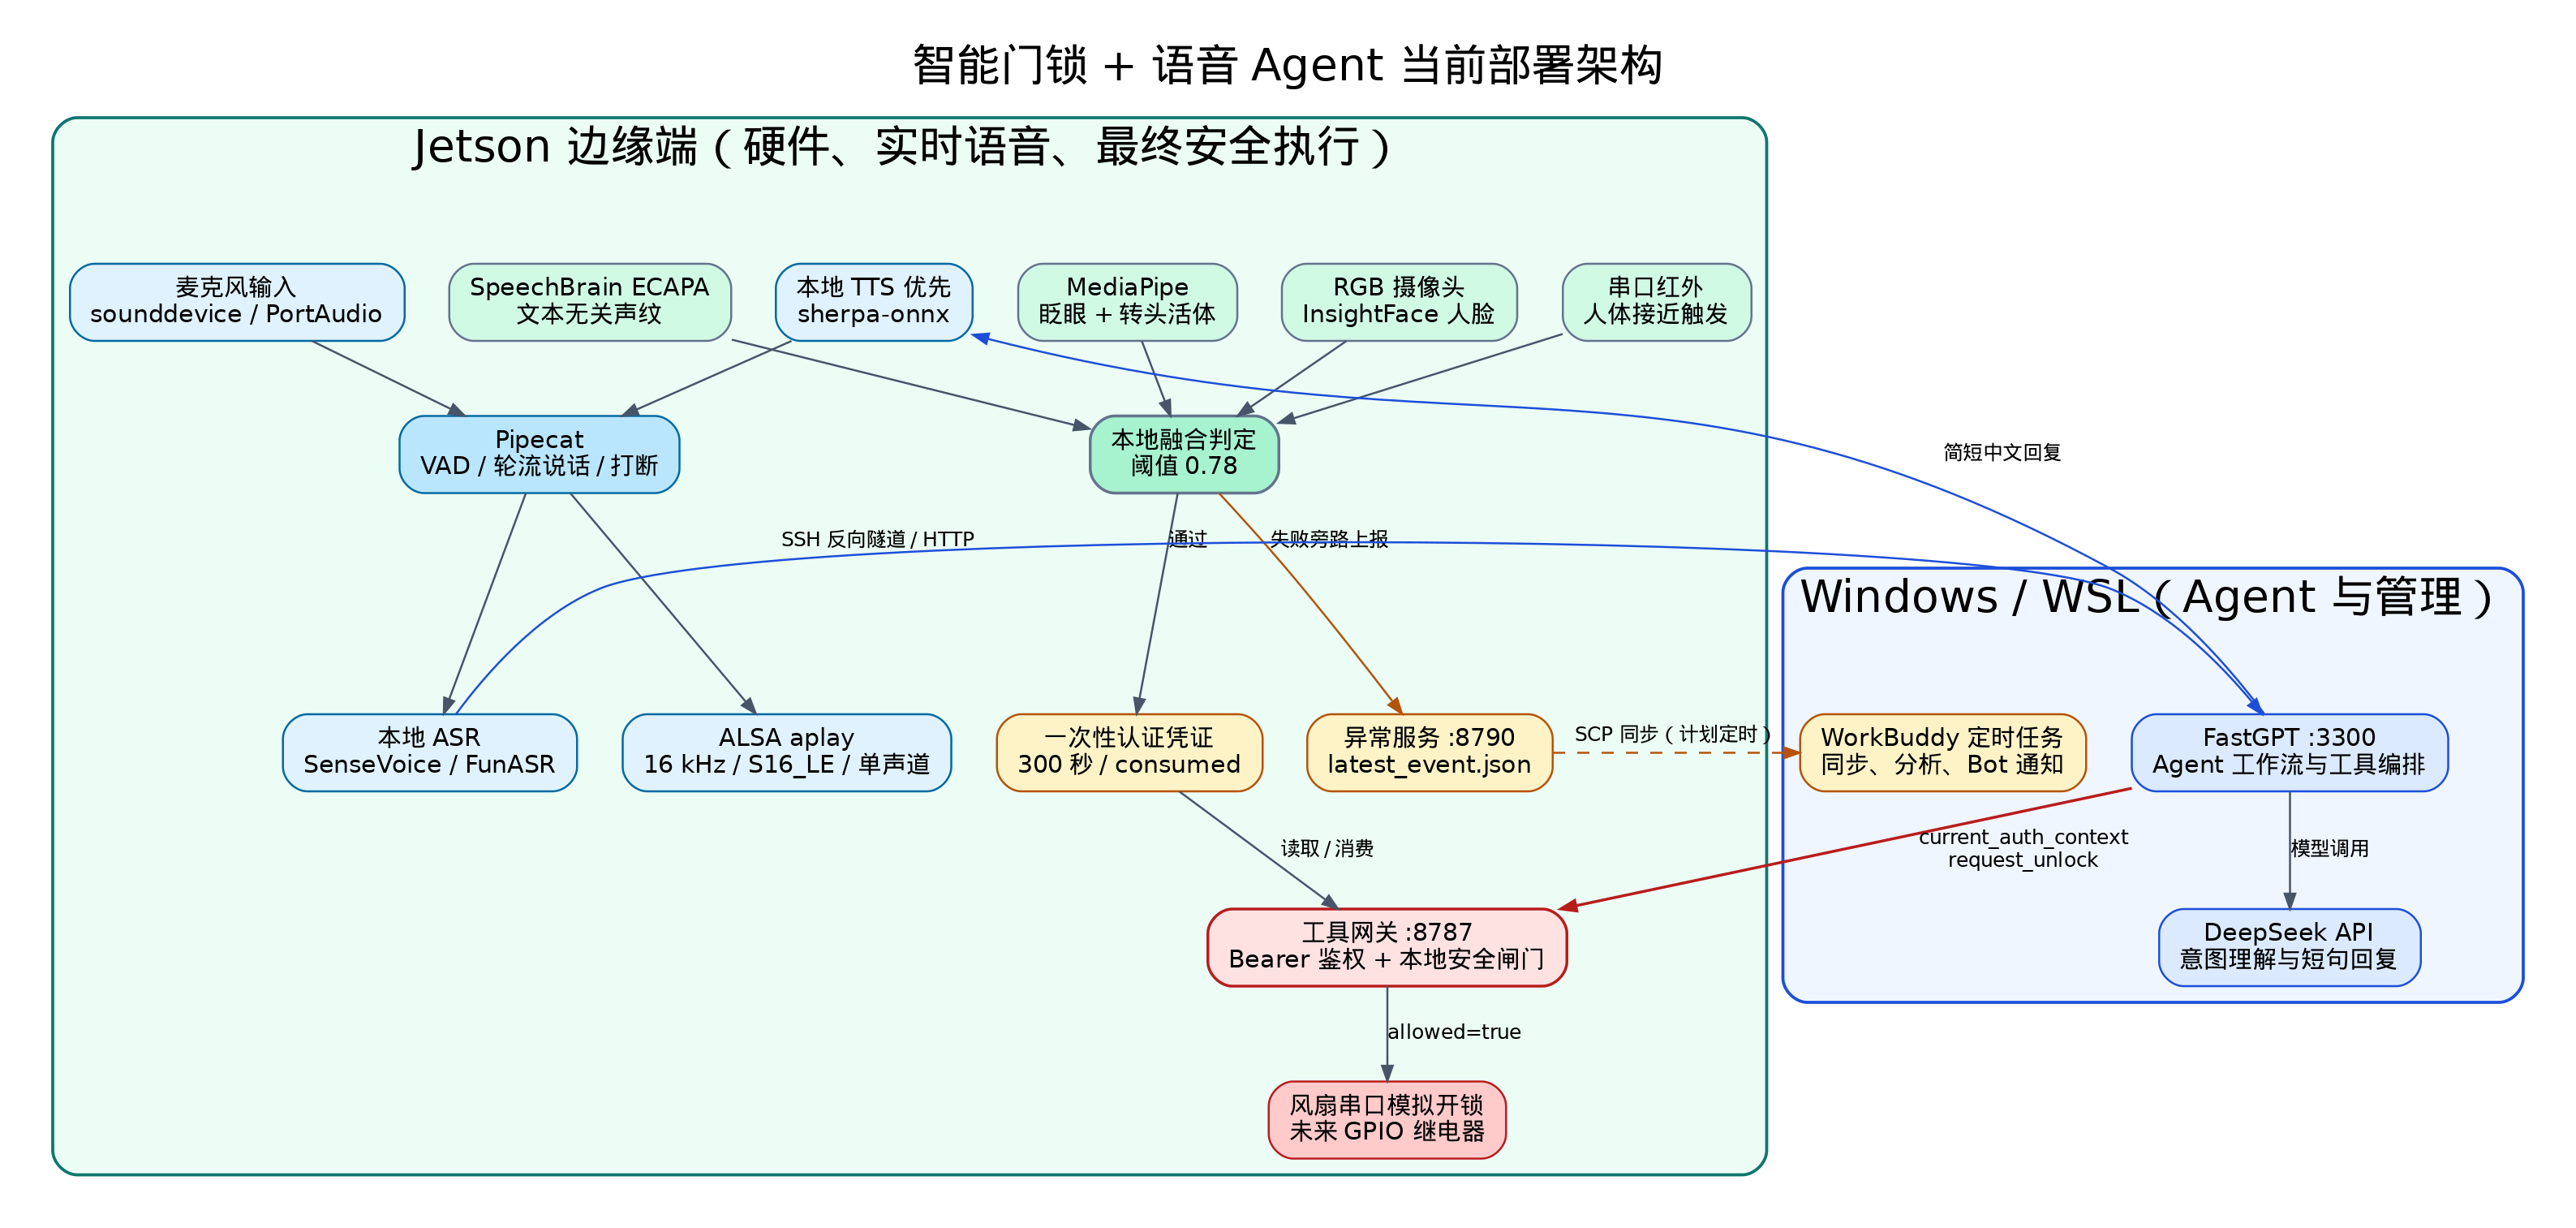 智能门锁 + 语音 Agent 当前部署架构
Jetson 边缘端（硬件、实时语音、最终安全执行）
麦克风输入
sounddevice / PortAudio
SpeechBrain ECAPA
文本无关声纹
本地 TTS 优先
sherpa-onnx
MediaPipe
眨眼 + 转头活体
RGB 摄像头
InsightFace 人脸
串口红外
人体接近触发
Pipecat
VAD / 轮流说话 / 打断
本地融合判定
阈值 0.78
简短中文回复
SSH 反向隧道 / HTTP
通过
失败旁路上报
Windows / WSL（Agent 与管理）
本地 ASR
SenseVoice / FunASR
ALSA aplay
16 kHz / S16_LE / 单声道
一次性认证凭证
300 秒 / consumed
异常服务 :8790
latest_event.json
SCP 同步（计划定时）
WorkBuddy 定时任务
同步、分析、Bot 通知
FastGPT :3300
Agent 工作流与工具编排
读取 / 消费
current_auth_context
request_unlock
模型调用
工具网关 :8787
Bearer 鉴权 + 本地安全闸门
DeepSeek API
意图理解与短句回复
allowed=true
风扇串口模拟开锁
未来 GPIO 继电器